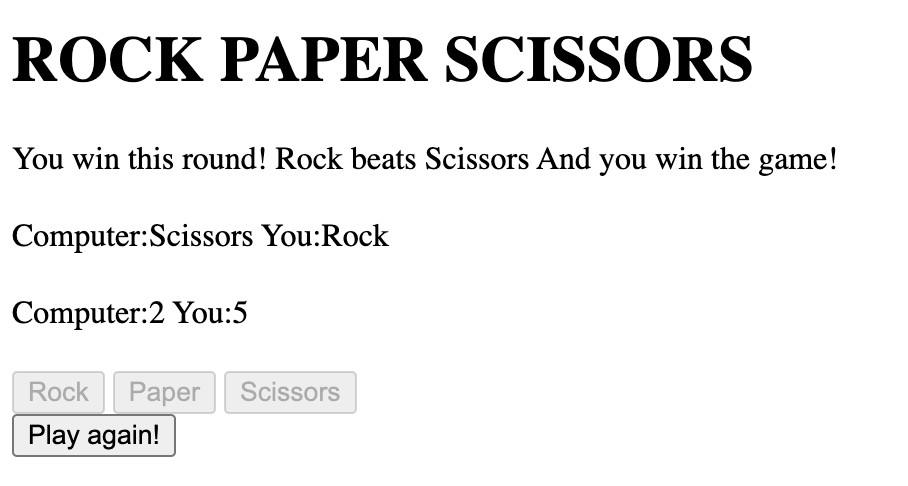 ROCK PAPER SCISSORS
You win this round! Rock beats Scissors And you win the game!
Computer:Scissors You:Rock
Computer:2 You:5
Rock Paper Scissors
Play again!